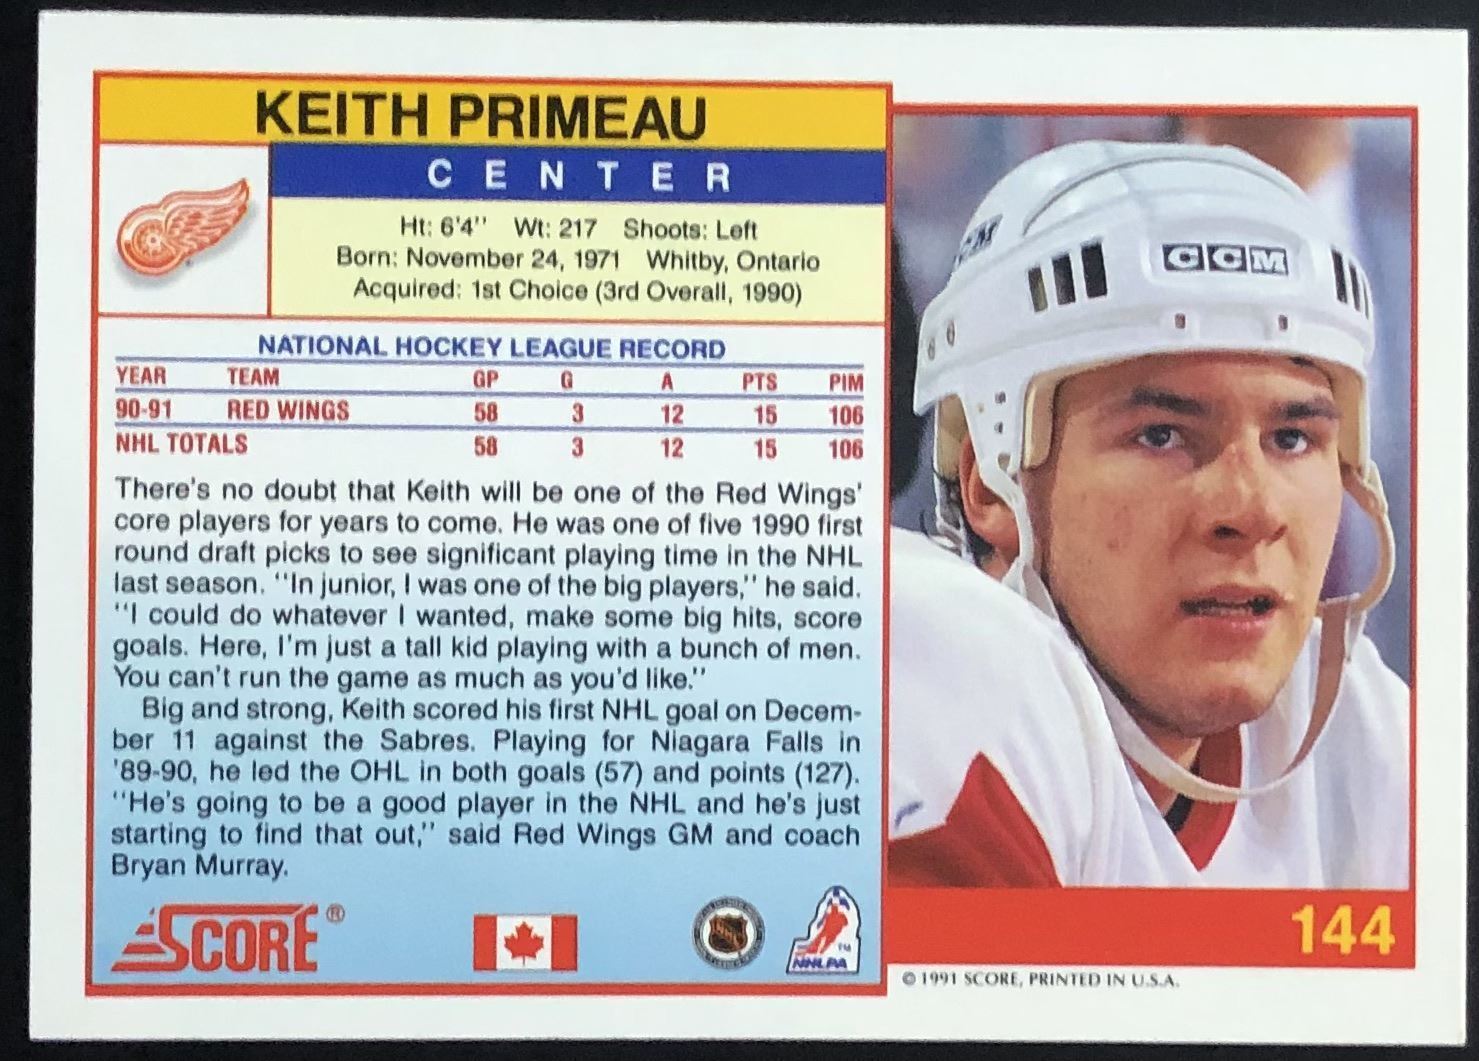 KEITH PRIMEAU
CENTER
Ht: 6'4'' Wt: 217 Shoots: Left
Born: November 24, 1971 Whitby, Ontario
Acquired: 1st Choice (3rd Overall, 1990)
NATIONAL HOCKEY LEAGUE RECORD
YEAR TEAM GP G A PTS PIM
90-91 RED WINGS 58 3 12 15 106
NHL TOTALS 58 3 12 15 106
There's no doubt that Keith will be one of the Red Wings'
core players for years to come. He was one of five 1990 first
round draft picks to see significant playing time in the NHL
last season. ''In junior, I was one of the big players,'' he said.
''I could do whatever I wanted, make some big hits, score
goals. Here, I'm just a tall kid playing with a bunch of men.
You can't run the game as much as you'd like.''
Big and strong, Keith scored his first NHL goal on Decem-
ber 11 against the Sabres. Playing for Niagara Falls in
'89-90, he led the OHL in both goals (57) and points (127).
''He's going to be a good player in the NHL and he's just
starting to find that out,'' said Red Wings GM and coach
Bryan Murray.
SCORE®
NHL
NHLPA
TM
CCM
144
© 1991 SCORE, PRINTED IN U.S.A.